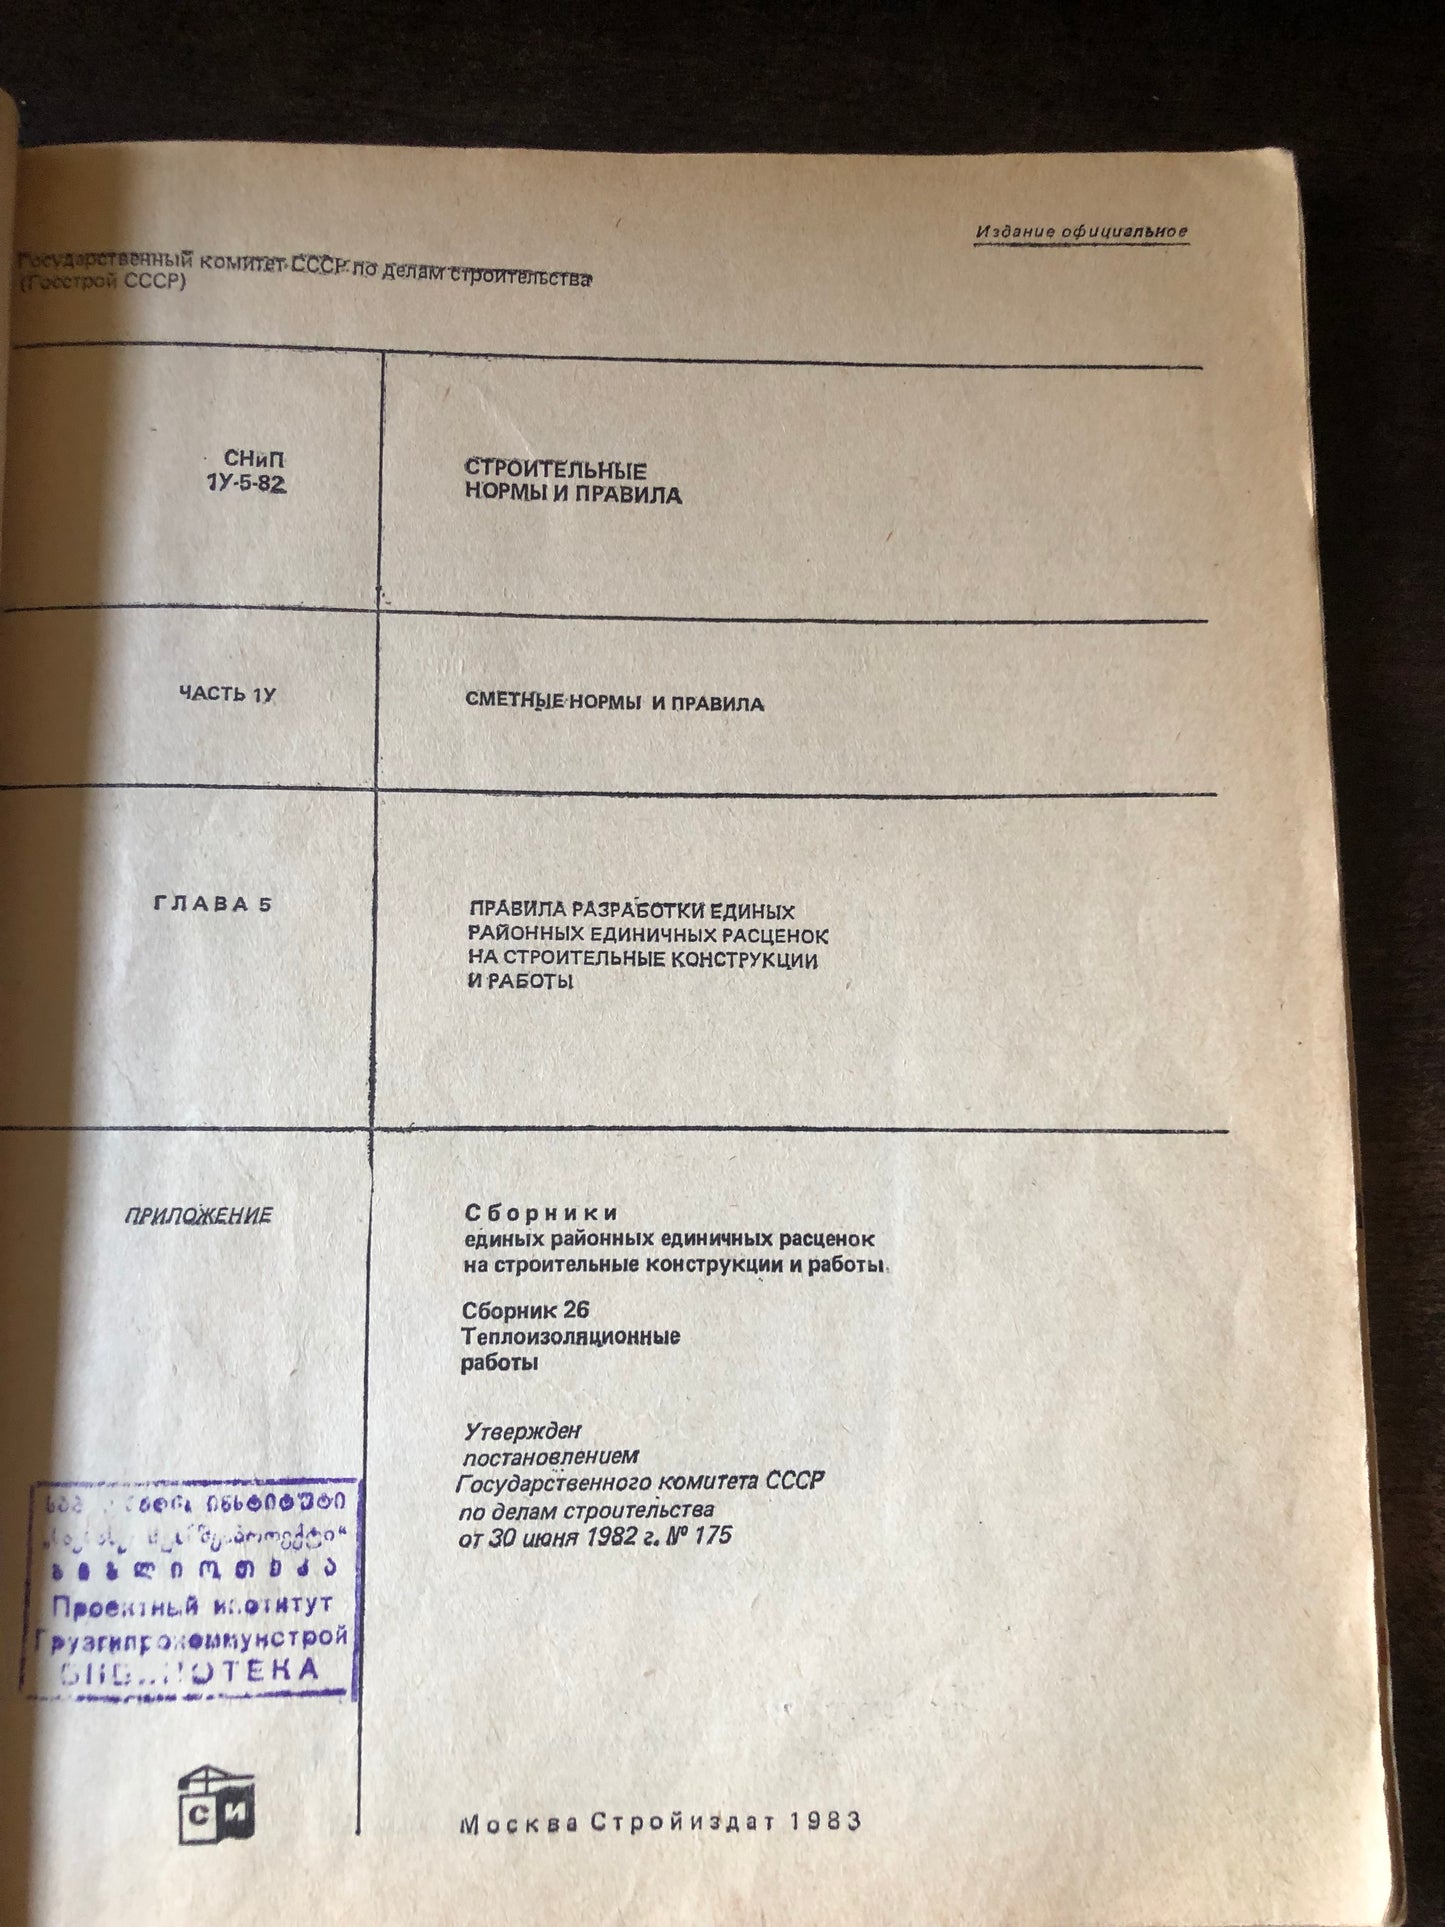 Издание официальное
Государственный комитет СССР по делам строительства
(Госстрой СССР)
СНиП
1У-5-82
СТРОИТЕЛЬНЫЕ
НОРМЫ И ПРАВИЛА
ЧАСТЬ 1У
СМЕТНЫЕ НОРМЫ И ПРАВИЛА
ГЛАВА 5
ПРАВИЛА РАЗРАБОТКИ ЕДИНЫХ
РАЙОННЫХ ЕДИНИЧНЫХ РАСЦЕНОК
НА СТРОИТЕЛЬНЫЕ КОНСТРУКЦИИ
И РАБОТЫ
ПРИЛОЖЕНИЕ
Сборники
единых районных единичных расценок
на строительные конструкции и работы
Сборник 26
Теплоизоляционные
работы
Утвержден
постановлением
Государственного комитета СССР
по делам строительства
от 30 июня 1982 г. № 175
ინსტიტუტი
ბიბლიოთეკა
Проектный институт
Грузгипрокоммунстрой
БИБЛИОТЕКА
СИ
Москва Стройиздат 1983